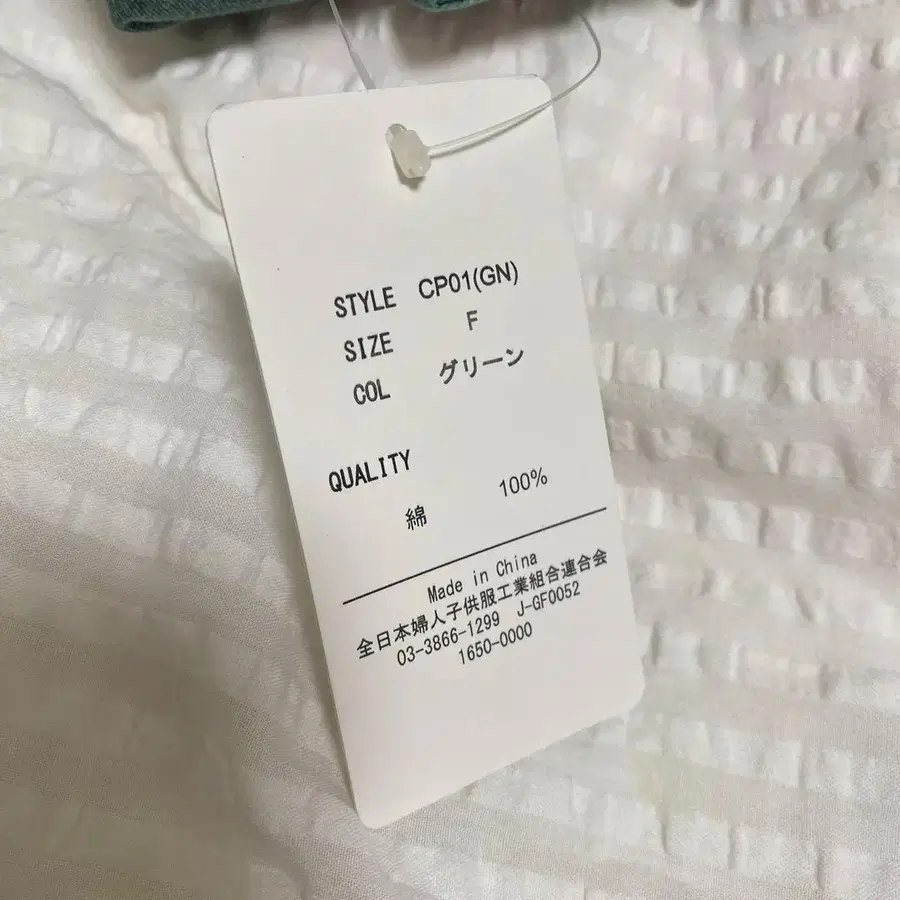 STYLE CP01(GN)
SIZE F
COL グリーン
QUALITY
綿 100%
Made in China
全日本婦人子供服工業組合連合会
03-3866-1299 J-GF0052
1650-0000